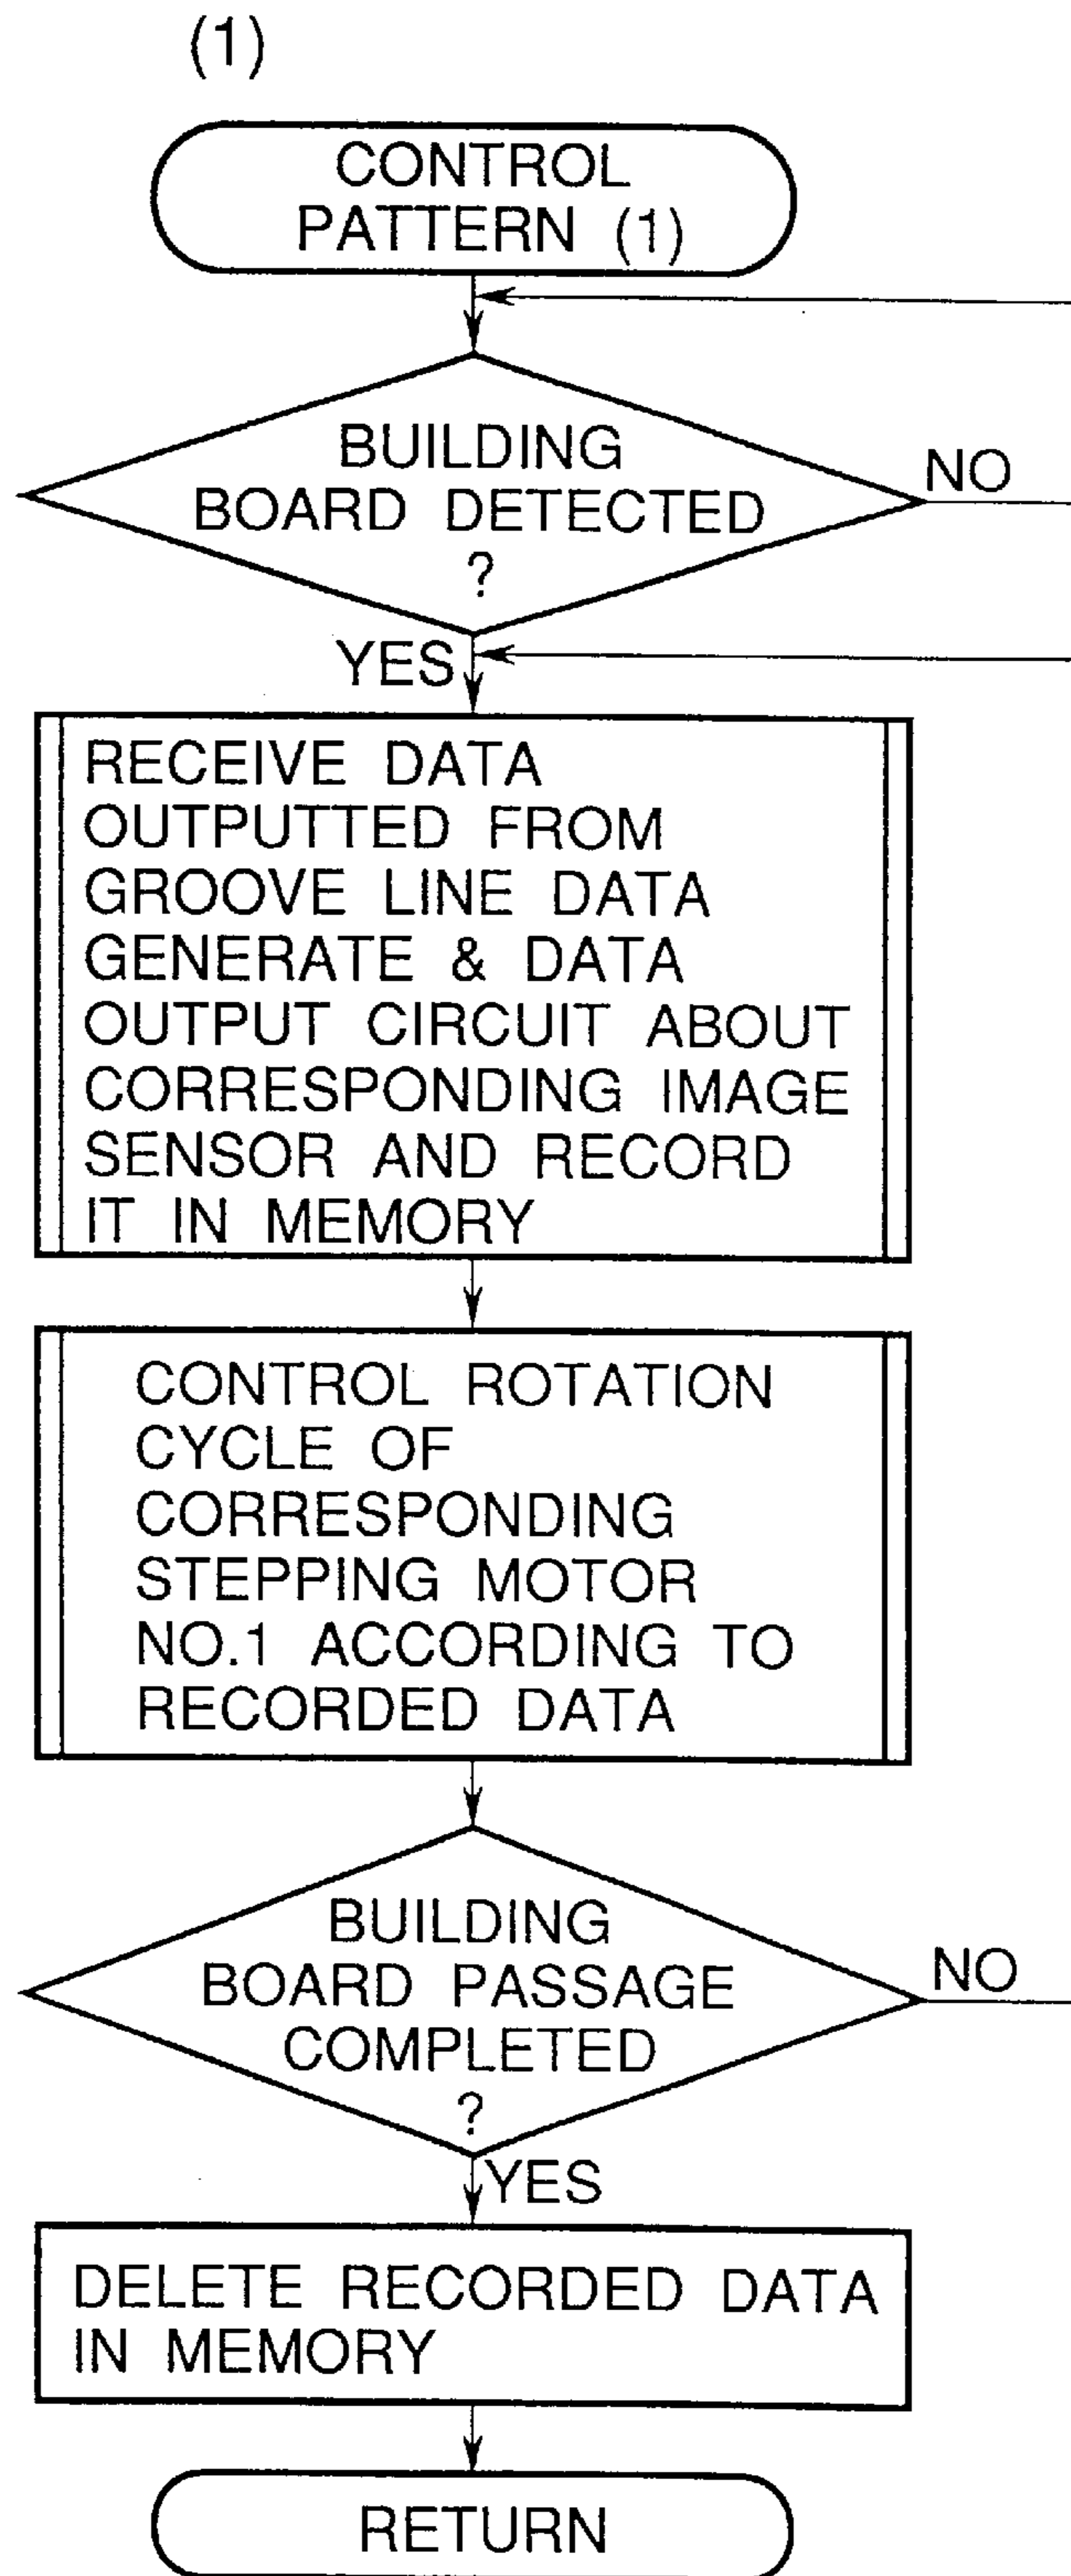 (1)
CONTROL
PATTERN (1)
BUILDING
BOARD DETECTED
?
NO
YES
RECEIVE DATA
OUTPUTTED FROM
GROOVE LINE DATA
GENERATE & DATA
OUTPUT CIRCUIT ABOUT
CORRESPONDING IMAGE
SENSOR AND RECORD
IT IN MEMORY
CONTROL ROTATION
CYCLE OF
CORRESPONDING
STEPPING MOTOR
NO.1 ACCORDING TO
RECORDED DATA
BUILDING
BOARD PASSAGE
COMPLETED
?
NO
YES
DELETE RECORDED DATA
IN MEMORY
RETURN